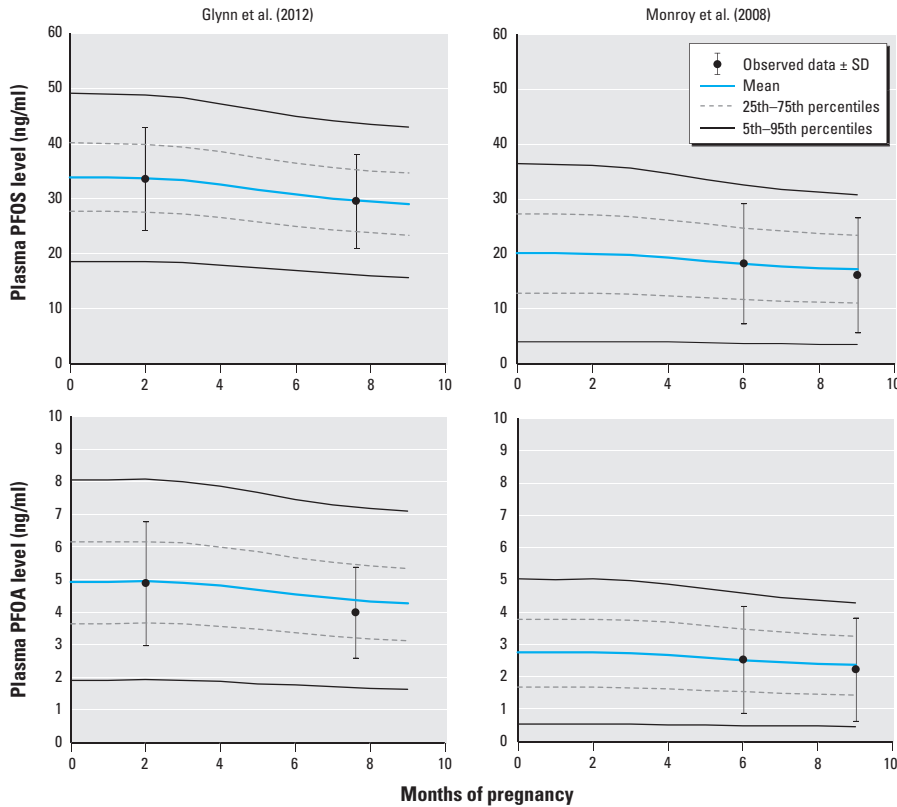 Glynn et al. (2012)
Monroy et al. (2008)
Plasma PFOS level (ng/ml)
60
50
40
30
20
10
0
0 2 4 6 8 10
60
50
40
30
20
10
0
0 2 4 6 8 10
Observed data ± SD
Mean
25th–75th percentiles
5th–95th percentiles
Plasma PFOA level (ng/ml)
10
9
8
7
6
5
4
3
2
1
0
0 2 4 6 8 10
10
9
8
7
6
5
4
3
2
1
0
0 2 4 6 8 10
Months of pregnancy